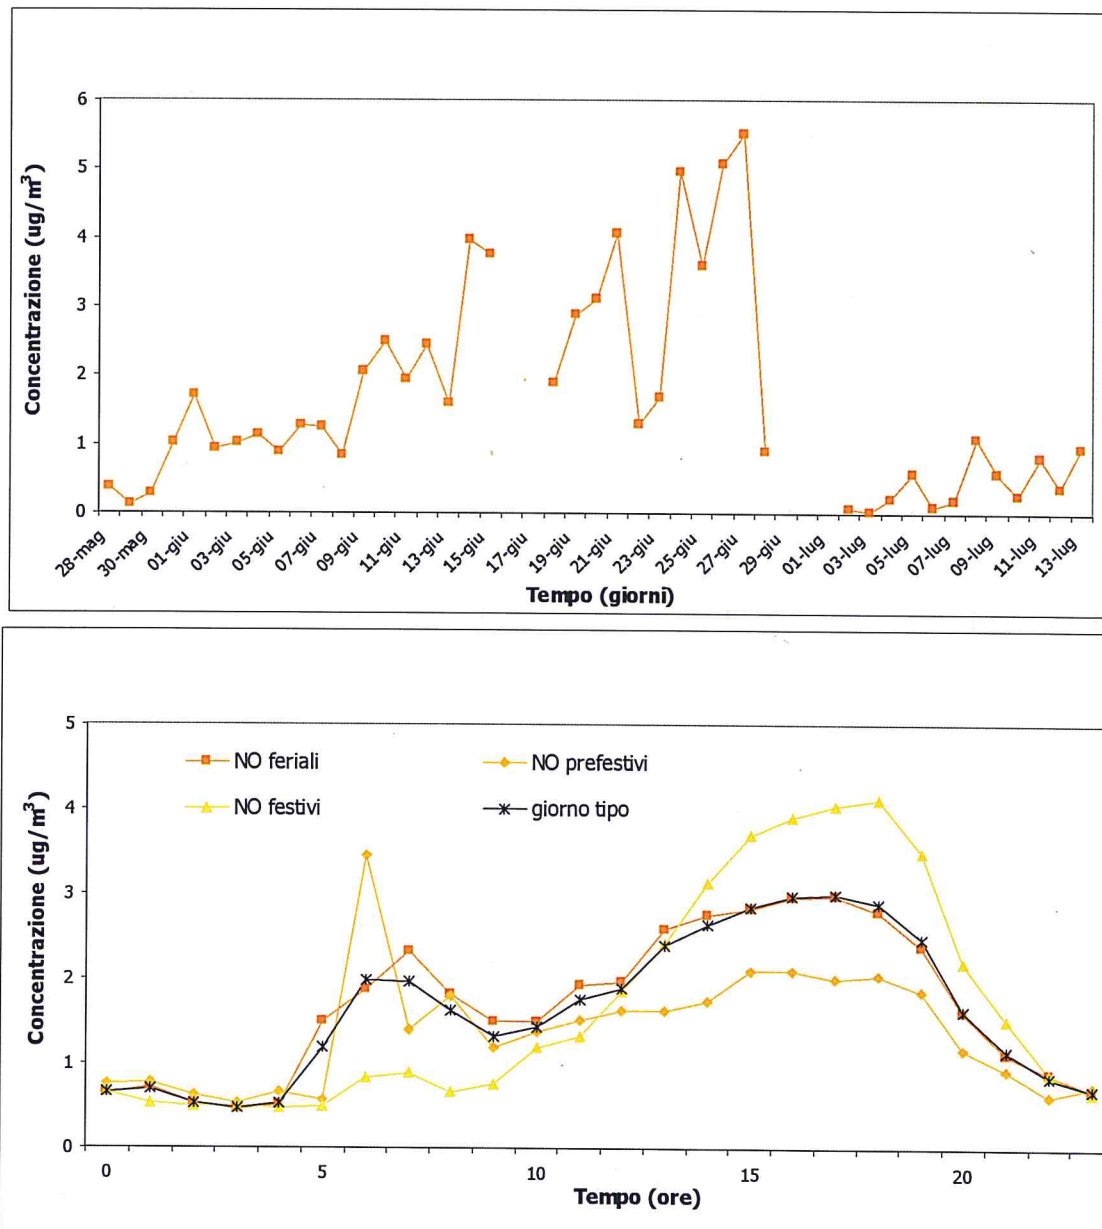 6
5
4
3
2
1
0
Concentrazione (ug/m³)
28-mag
30-mag
01-giu
03-giu
05-giu
07-giu
09-giu
11-giu
13-giu
15-giu
17-giu
19-giu
21-giu
23-giu
25-giu
27-giu
29-giu
01-lug
03-lug
05-lug
07-lug
09-lug
11-lug
13-lug
Tempo (giorni)
5
4
3
2
1
0
Concentrazione (ug/m³)
NO feriali
NO prefestivi
NO festivi
giorno tipo
0
5
10
15
20
Tempo (ore)